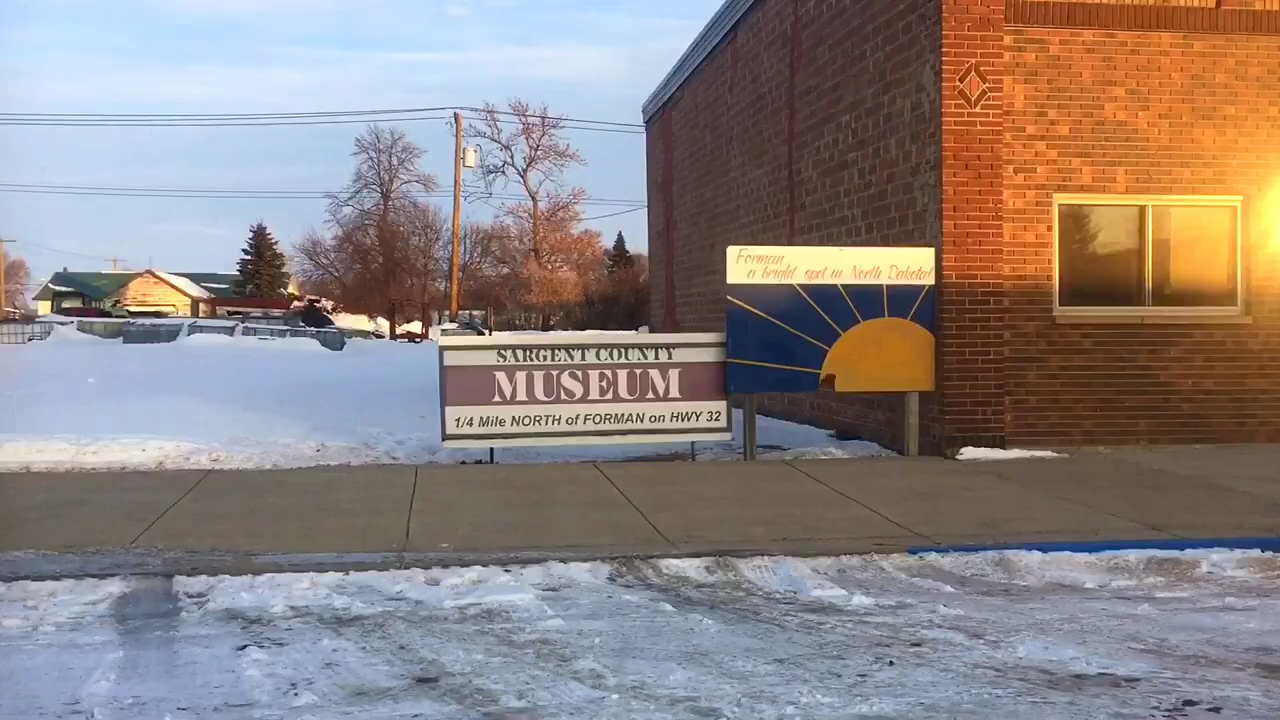 Forman
a bright spot in North Dakota!
SARGENT COUNTY
MUSEUM
1/4 Mile NORTH of FORMAN on HWY 32